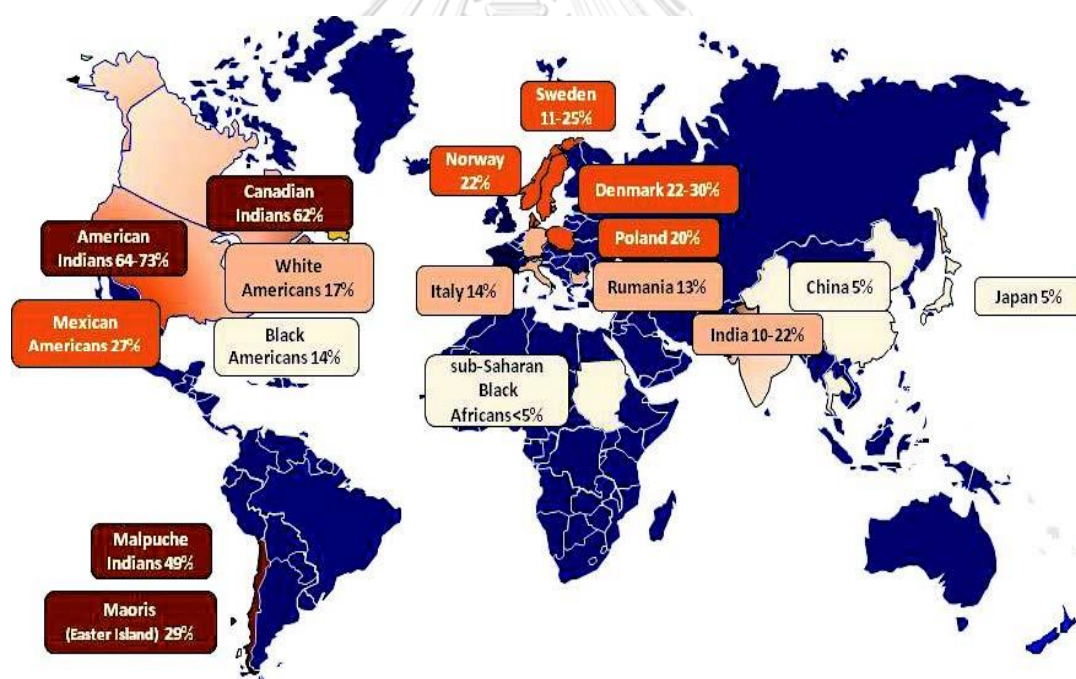 Sweden
11-25%
Norway
22%
Denmark 22-30%
Canadian
Indians 62%
American
Indians 64-73%
Poland 20%
White
Americans 17%
Italy 14%
Rumania 13%
China 5%
Japan 5%
Mexican
Americans 27%
Black
Americans 14%
India 10-22%
sub-Saharan
Black
Africans<5%
Malpuche
Indians 49%
Maoris
(Easter Island) 29%